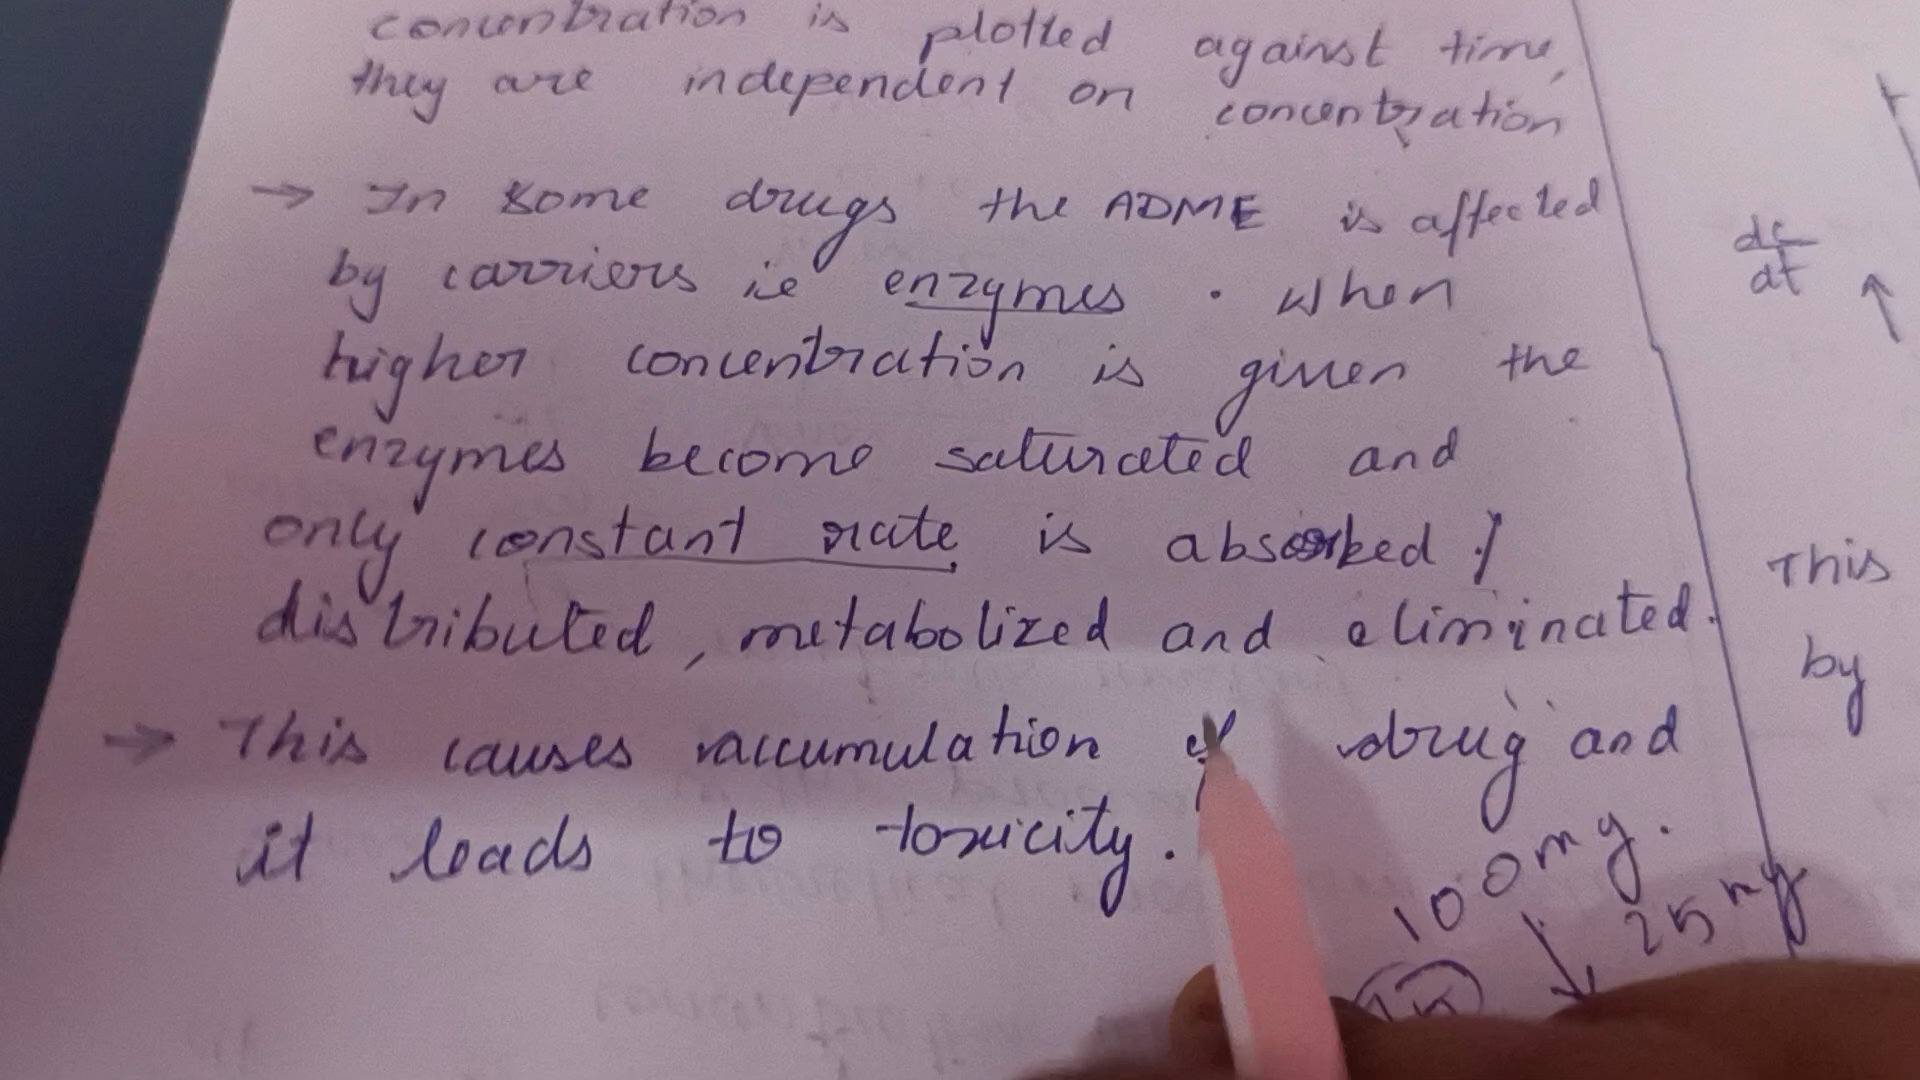 concentration is plotted against time,
they are independent on concentration
→ In some drugs the ADME is affected
by carriers ie enzymes . when
higher concentration is given the
enzymes become saturated and
only constant rate is absorbed /
distributed, metabolized and eliminated.
→ This causes accumulation of drug and
it leads to toxicity.
100mg.
↓ 25mg
dc
dt ↑
This
by